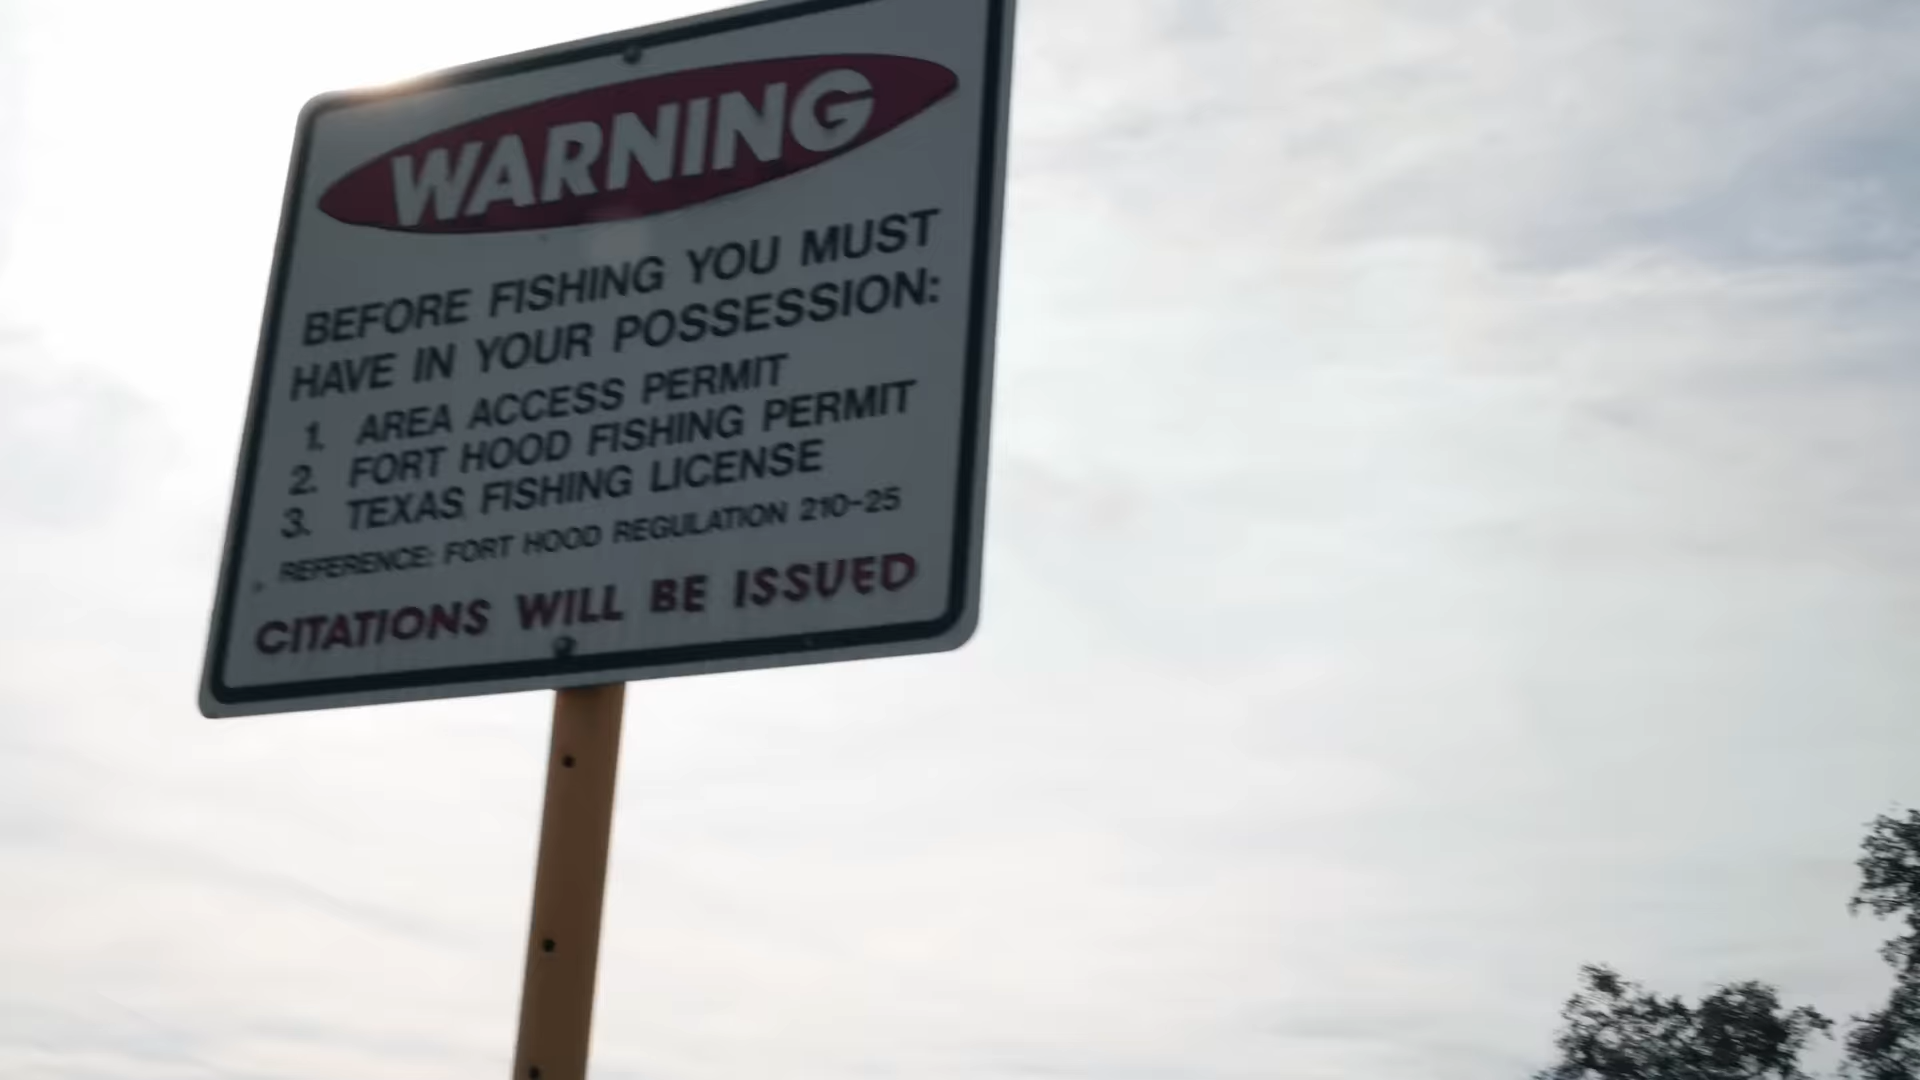 WARNING
BEFORE FISHING YOU MUST
HAVE IN YOUR POSSESSION:
1. AREA ACCESS PERMIT
2. FORT HOOD FISHING PERMIT
3. TEXAS FISHING LICENSE
REFERENCE: FORT HOOD REGULATION 210-25
CITATIONS WILL BE ISSUED